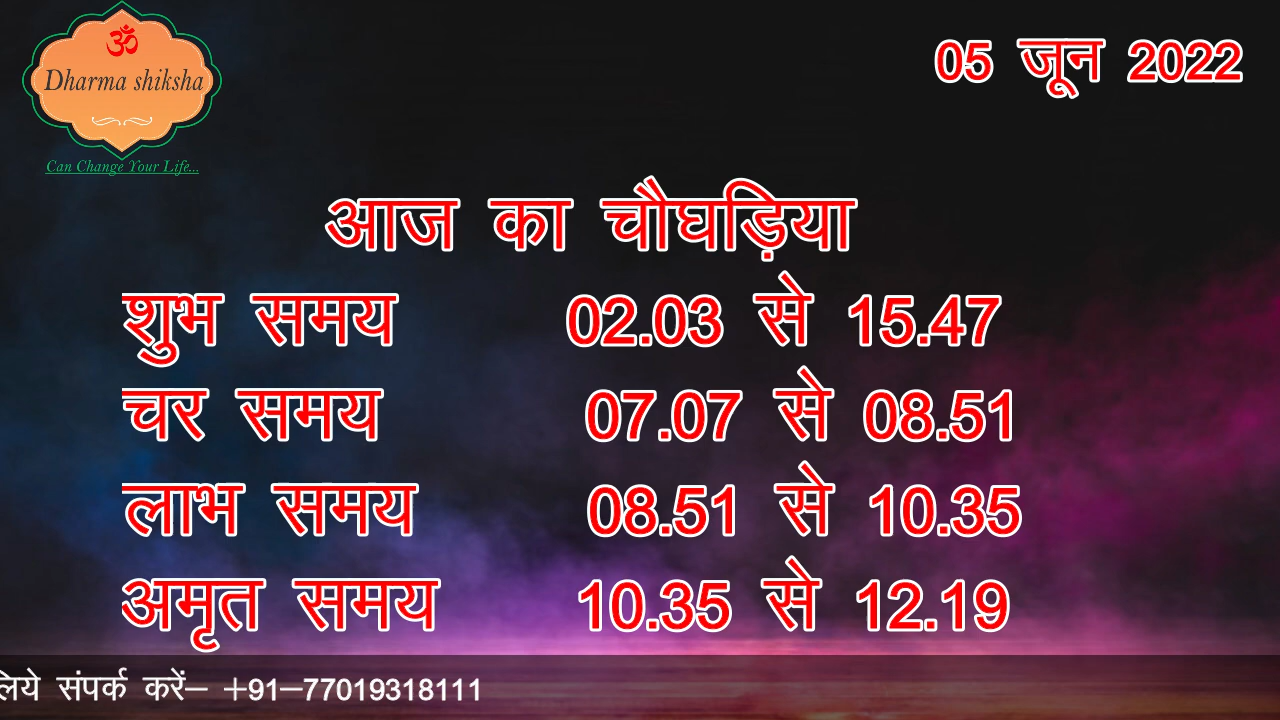 ॐ
Dharma shiksha
Can Change Your Life...
05 जून 2022
आज का चौघड़िया
शुभ समय 02.03 से 15.47
चर समय 07.07 से 08.51
लाभ समय 08.51 से 10.35
अमृत समय 10.35 से 12.19
लिये संपर्क करें– +91–77019318111